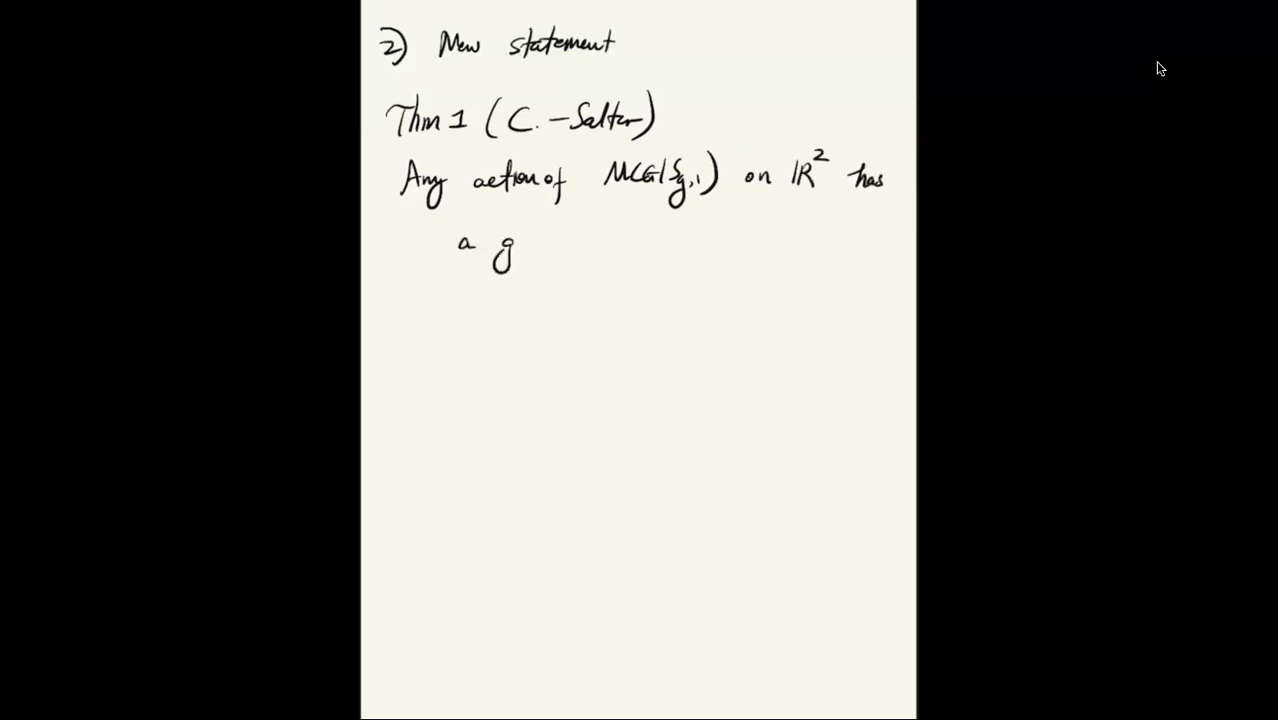 2) New statement
Thm 1 (C. - Salter)
Any action of MCG(S_{g,1}) on ℝ² has
a g